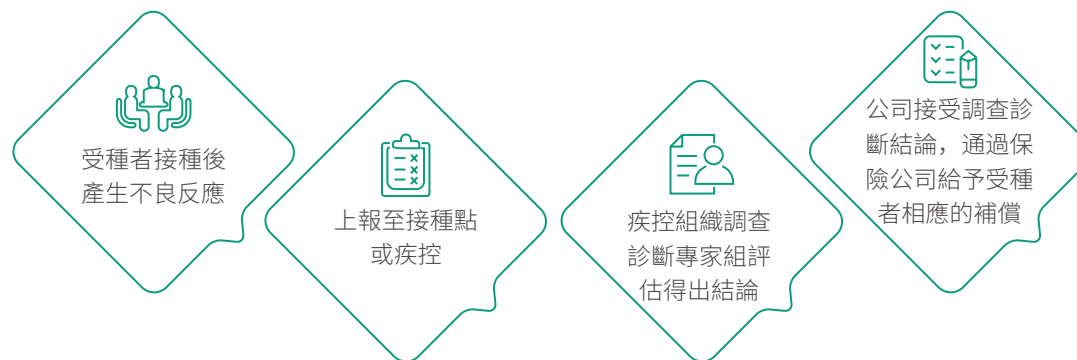 受種者接種後
產生不良反應
上報至接種點
或疾控
疾控組織調查
診斷專家組評
估得出結論
公司接受調查診
斷結論，通過保
險公司給予受種
者相應的補償